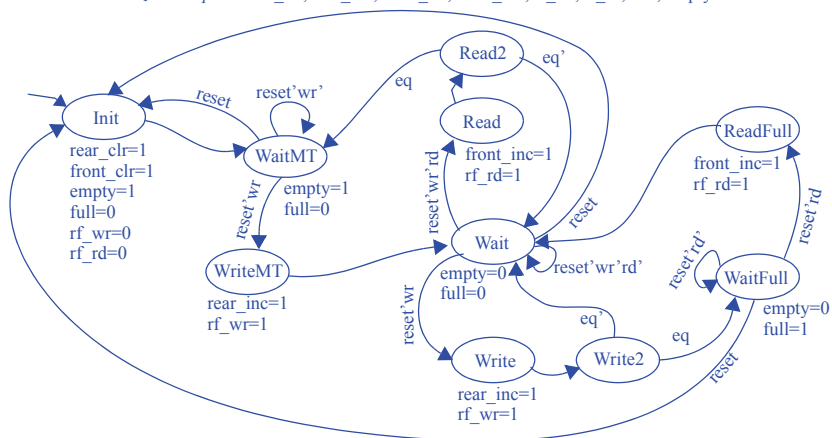 Read2
eq'
eq
reset
reset'wr'
Init
Read
ReadFull
WaitMT
rear_clr=1
front_clr=1
empty=1
full=0
rf_wr=0
rf_rd=0
front_inc=1
rf_rd=1
front_inc=1
rf_rd=1
empty=1
full=0
reset'wr'rd
reset
reset'rd
reset'wr
Wait
WriteMT
reset'wr'rd'
reset'rd'
WaitFull
empty=0
full=0
rear_inc=1
rf_wr=1
empty=0
full=1
reset'wr
eq'
eq
Write
Write2
reset
rear_inc=1
rf_wr=1